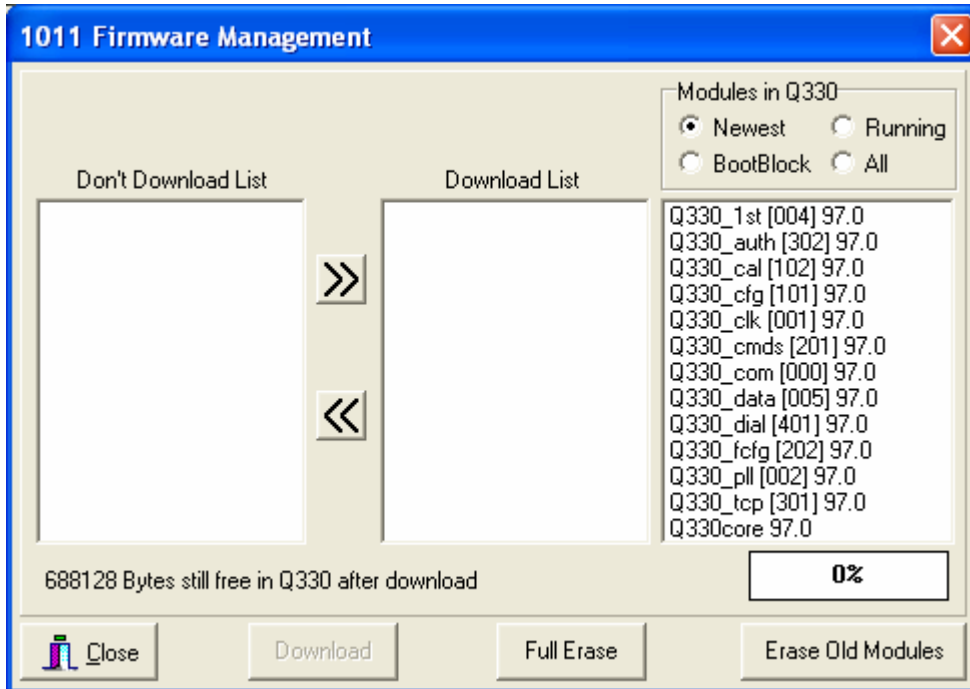 1011 Firmware Management
Modules in Q330
Newest
Running
BootBlock
All
Don't Download List
Download List
Q330_1st [004] 97.0
Q330_auth [302] 97.0
Q330_cal [102] 97.0
Q330_cfg [101] 97.0
Q330_clk [001] 97.0
Q330_cmds [201] 97.0
Q330_com [000] 97.0
Q330_data [005] 97.0
Q330_dial [401] 97.0
Q330_fcfg [202] 97.0
Q330_pll [002] 97.0
Q330_tcp [301] 97.0
Q330core 97.0
688128 Bytes still free in Q330 after download
0%
Close
Download
Full Erase
Erase Old Modules